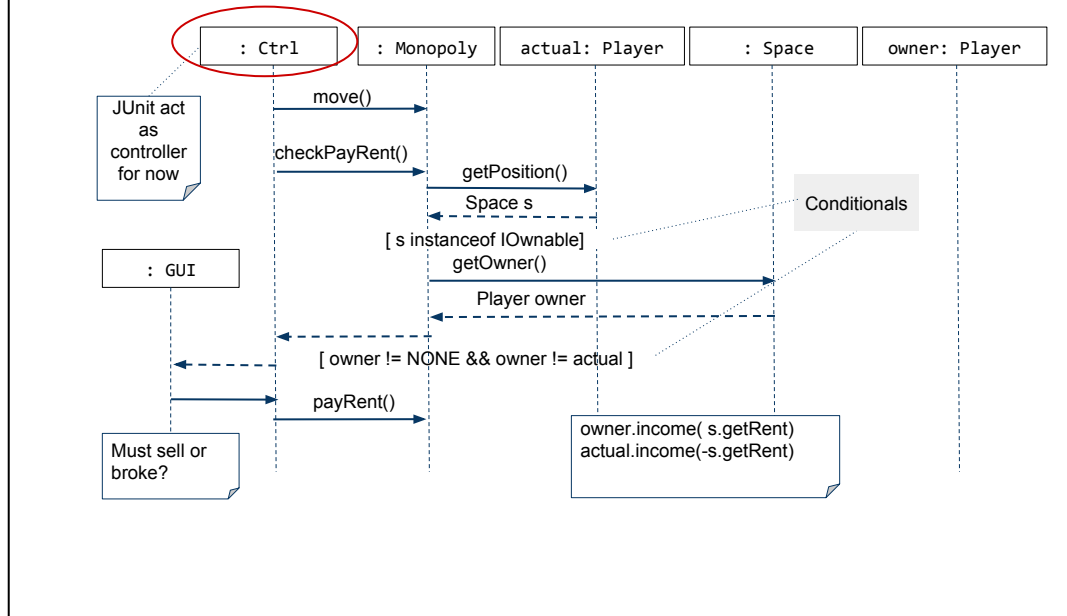 : Ctrl
: Monopoly
actual: Player
: Space
owner: Player
JUnit act
as
controller
for now
move()
checkPayRent()
getPosition()
Space s
Conditionals
[ s instanceof IOwnable]
getOwner()
: GUI
Player owner
[ owner != NONE && owner != actual ]
payRent()
Must sell or
broke?
owner.income( s.getRent)
actual.income(-s.getRent)